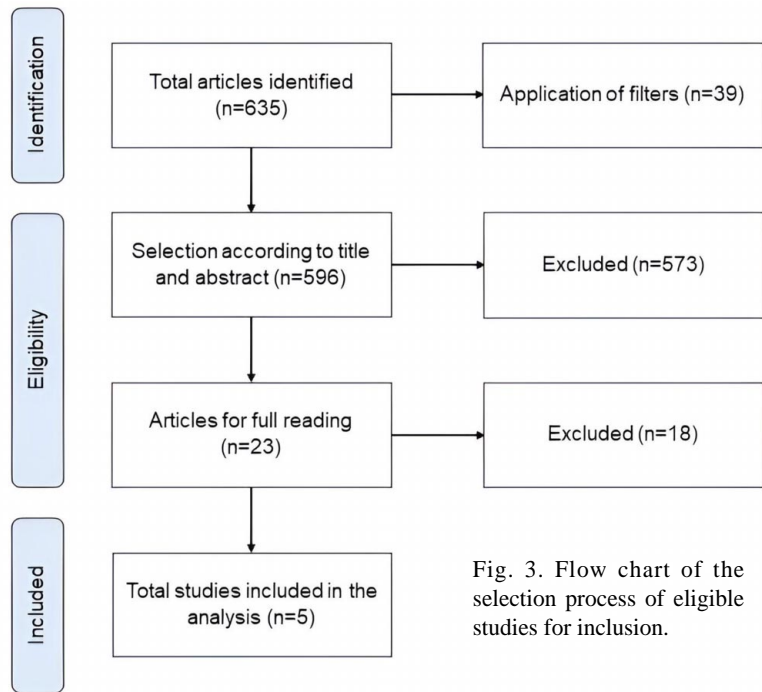 Identification
Total articles identified
(n=635)
Application of filters (n=39)
Eligibility
Selection according to title
and abstract (n=596)
Excluded (n=573)
Articles for full reading
(n=23)
Excluded (n=18)
Included
Total studies included in the
analysis (n=5)
Fig. 3. Flow chart of the
selection process of eligible
studies for inclusion.